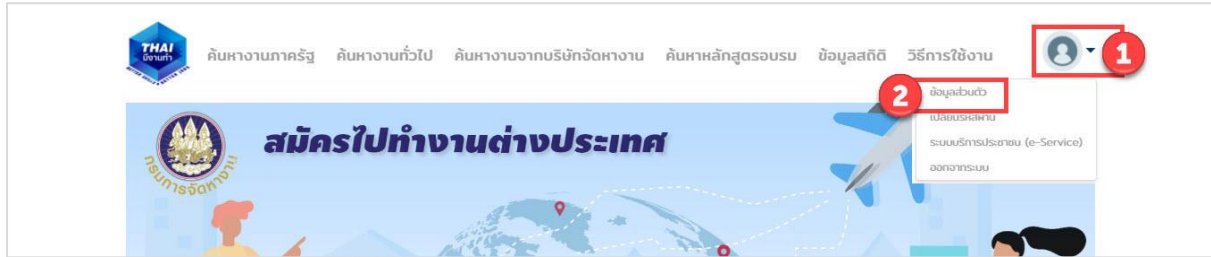 THAI
มีงานทำ
ค้นหางานภาครัฐ ค้นหางานทั่วไป ค้นหางานจากบริษัทจัดหางาน ค้นหาหลักสูตรอบรม ข้อมูลสถิติ วิธีการใช้งาน
1
2 ข้อมูลส่วนตัว
เปลี่ยนรหัสผ่าน
ระบบบริการประชาชน (e-Service)
ออกจากระบบ
สมัครไปทำงานต่างประเทศ
กรมการจัดหางาน